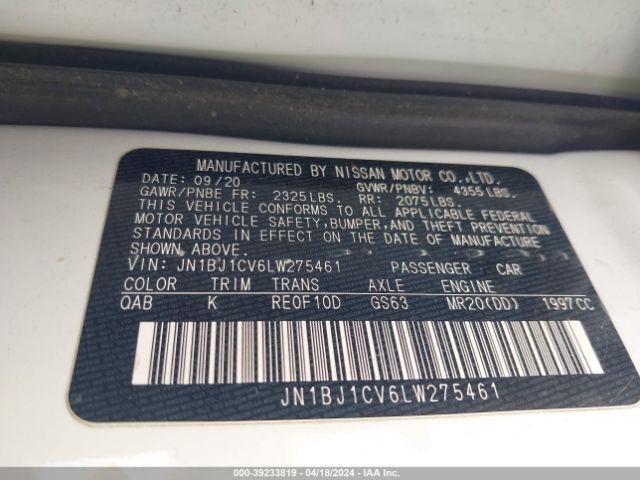 MANUFACTURED BY NISSAN MOTOR CO.,LTD.
DATE: 09/20 GVWR/PNBV: 4355LBS.
GAWR/PNBE FR: 2325LBS. RR: 2075LBS.
THIS VEHICLE CONFORMS TO ALL APPLICABLE FEDERAL
MOTOR VEHICLE SAFETY,BUMPER,AND THEFT PREVENTION
STANDARDS IN EFFECT ON THE DATE OF MANUFACTURE
SHOWN ABOVE.
VIN: JN1BJ1CV6LW275461 PASSENGER CAR
COLOR TRIM TRANS AXLE ENGINE
QAB K RE0F10D GS63 MR20(DD) 1997CC
JN1BJ1CV6LW275461
000-39233819 - 04/18/2024 - IAA Inc.